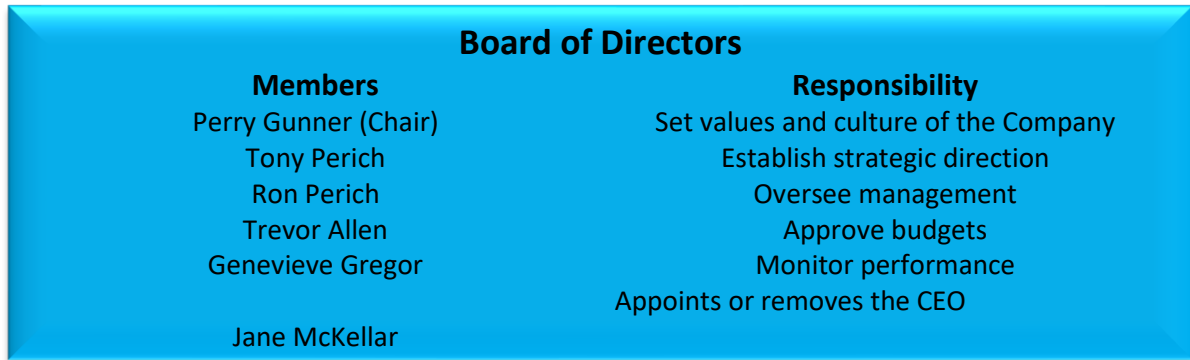 Board of Directors
Members Responsibility
Perry Gunner (Chair) Set values and culture of the Company
Tony Perich Establish strategic direction
Ron Perich Oversee management
Trevor Allen Approve budgets
Genevieve Gregor Monitor performance
Appoints or removes the CEO
Jane McKellar